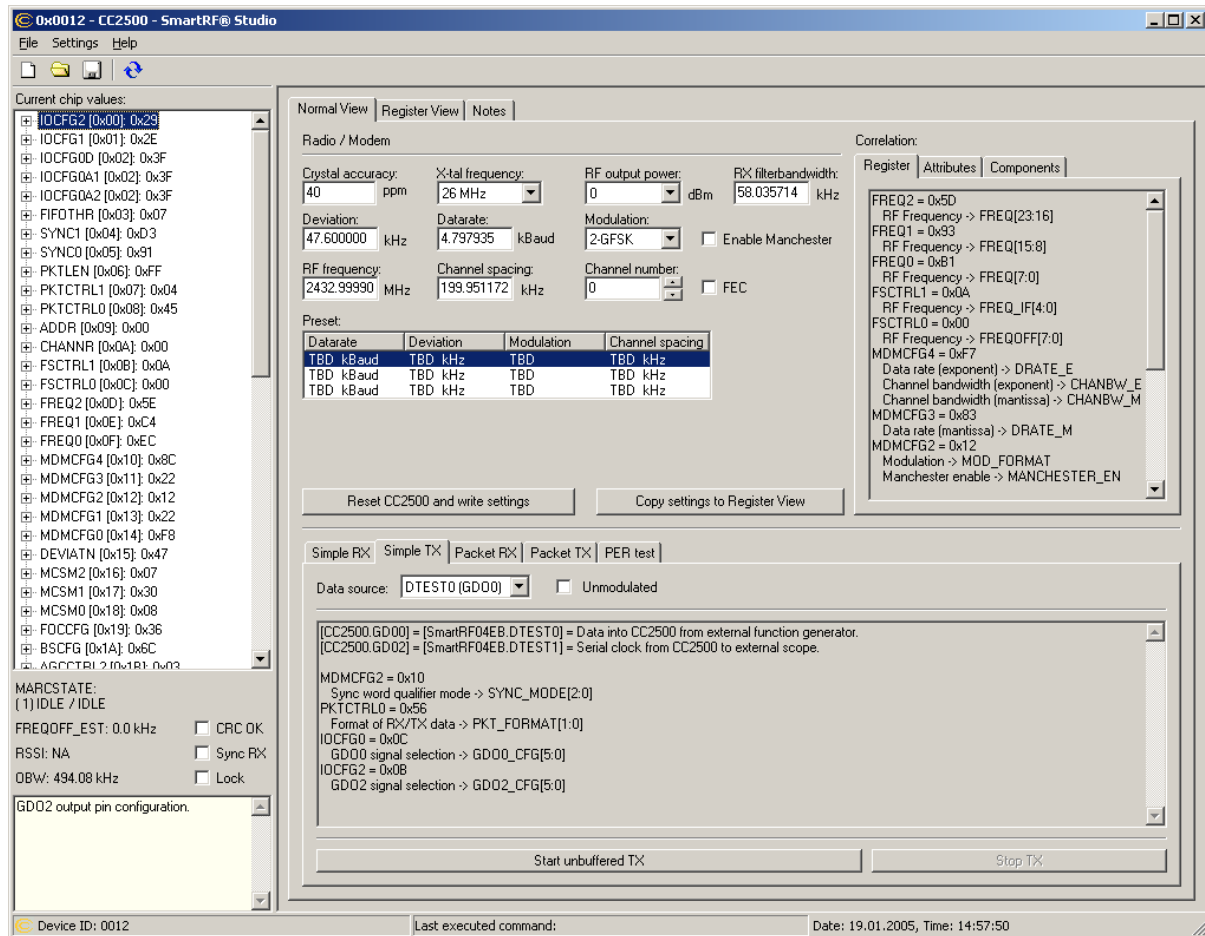 0x0012 - CC2500 - SmartRF® Studio
File Settings Help
Current chip values:
IOCFG2 [0x00]: 0x29
IOCFG1 [0x01]: 0x2E
IOCFG0D [0x02]: 0x3F
IOCFG0A1 [0x02]: 0x3F
IOCFG0A2 [0x02]: 0x3F
FIFOTHR [0x03]: 0x07
SYNC1 [0x04]: 0xD3
SYNC0 [0x05]: 0x91
PKTLEN [0x06]: 0xFF
PKTCTRL1 [0x07]: 0x04
PKTCTRL0 [0x08]: 0x45
ADDR [0x09]: 0x00
CHANNR [0x0A]: 0x00
FSCTRL1 [0x0B]: 0x0A
FSCTRL0 [0x0C]: 0x00
FREQ2 [0x0D]: 0x5E
FREQ1 [0x0E]: 0xC4
FREQ0 [0x0F]: 0xEC
MDMCFG4 [0x10]: 0x8C
MDMCFG3 [0x11]: 0x22
MDMCFG2 [0x12]: 0x12
MDMCFG1 [0x13]: 0x22
MDMCFG0 [0x14]: 0xF8
DEVIATN [0x15]: 0x47
MCSM2 [0x16]: 0x07
MCSM1 [0x17]: 0x30
MCSM0 [0x18]: 0x08
FOCCFG [0x19]: 0x36
BSCFG [0x1A]: 0x6C
AGCCTRL2 [0x1B]: 0x03
MARCSTATE:
(1) IDLE / IDLE
FREQOFF_EST: 0.0 kHz CRC OK
RSSI: NA Sync RX
OBW: 494.08 kHz Lock
GDO2 output pin configuration.
Normal View Register View Notes
Radio / Modem
Crystal accuracy: X-tal frequency: RF output power: RX filterbandwidth:
40 ppm 26 MHz 0 dBm 58.035714 kHz
Deviation: Datarate: Modulation:
47.600000 kHz 4.797935 kBaud 2-GFSK Enable Manchester
RF frequency: Channel spacing: Channel number:
2432.99990 MHz 199.951172 kHz 0 FEC
Preset:
Datarate Deviation Modulation Channel spacing
TBD kBaud TBD kHz TBD TBD kHz
TBD kBaud TBD kHz TBD TBD kHz
TBD kBaud TBD kHz TBD TBD kHz
Reset CC2500 and write settings Copy settings to Register View
Correlation:
Register Attributes Components
FREQ2 = 0x5D
RF Frequency -> FREQ[23:16]
FREQ1 = 0x93
RF Frequency -> FREQ[15:8]
FREQ0 = 0xB1
RF Frequency -> FREQ[7:0]
FSCTRL1 = 0x0A
RF Frequency -> FREQ_IF[4:0]
FSCTRL0 = 0x00
RF Frequency -> FREQOFF[7:0]
MDMCFG4 = 0xF7
Data rate (exponent) -> DRATE_E
Channel bandwidth (exponent) -> CHANBW_E
Channel bandwidth (mantissa) -> CHANBW_M
MDMCFG3 = 0x83
Data rate (mantissa) -> DRATE_M
MDMCFG2 = 0x12
Modulation -> MOD_FORMAT
Manchester enable -> MANCHESTER_EN
Simple RX Simple TX Packet RX Packet TX PER test
Data source: DTEST0 (GDO0) Unmodulated
[CC2500.GDO0] = [SmartRF04EB.DTEST0] = Data into CC2500 from external function generator.
[CC2500.GDO2] = [SmartRF04EB.DTEST1] = Serial clock from CC2500 to external scope.
MDMCFG2 = 0x10
Sync word qualifier mode -> SYNC_MODE[2:0]
PKTCTRL0 = 0x56
Format of RX/TX data -> PKT_FORMAT[1:0]
IOCFG0 = 0x0C
GDO0 signal selection -> GDO0_CFG[5:0]
IOCFG2 = 0x0B
GDO2 signal selection -> GDO2_CFG[5:0]
Start unbuffered TX Stop TX
Device ID: 0012 Last executed command: Date: 19.01.2005, Time: 14:57:50